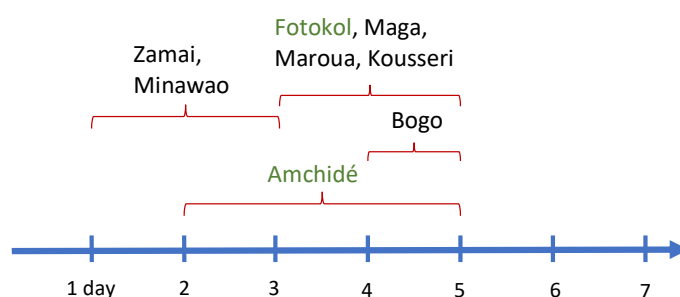 Fotokol, Maga,
Maroua, Kousseri
Zamai,
Minawao
Bogo
Amchidé
1 day 2 3 4 5 6 7